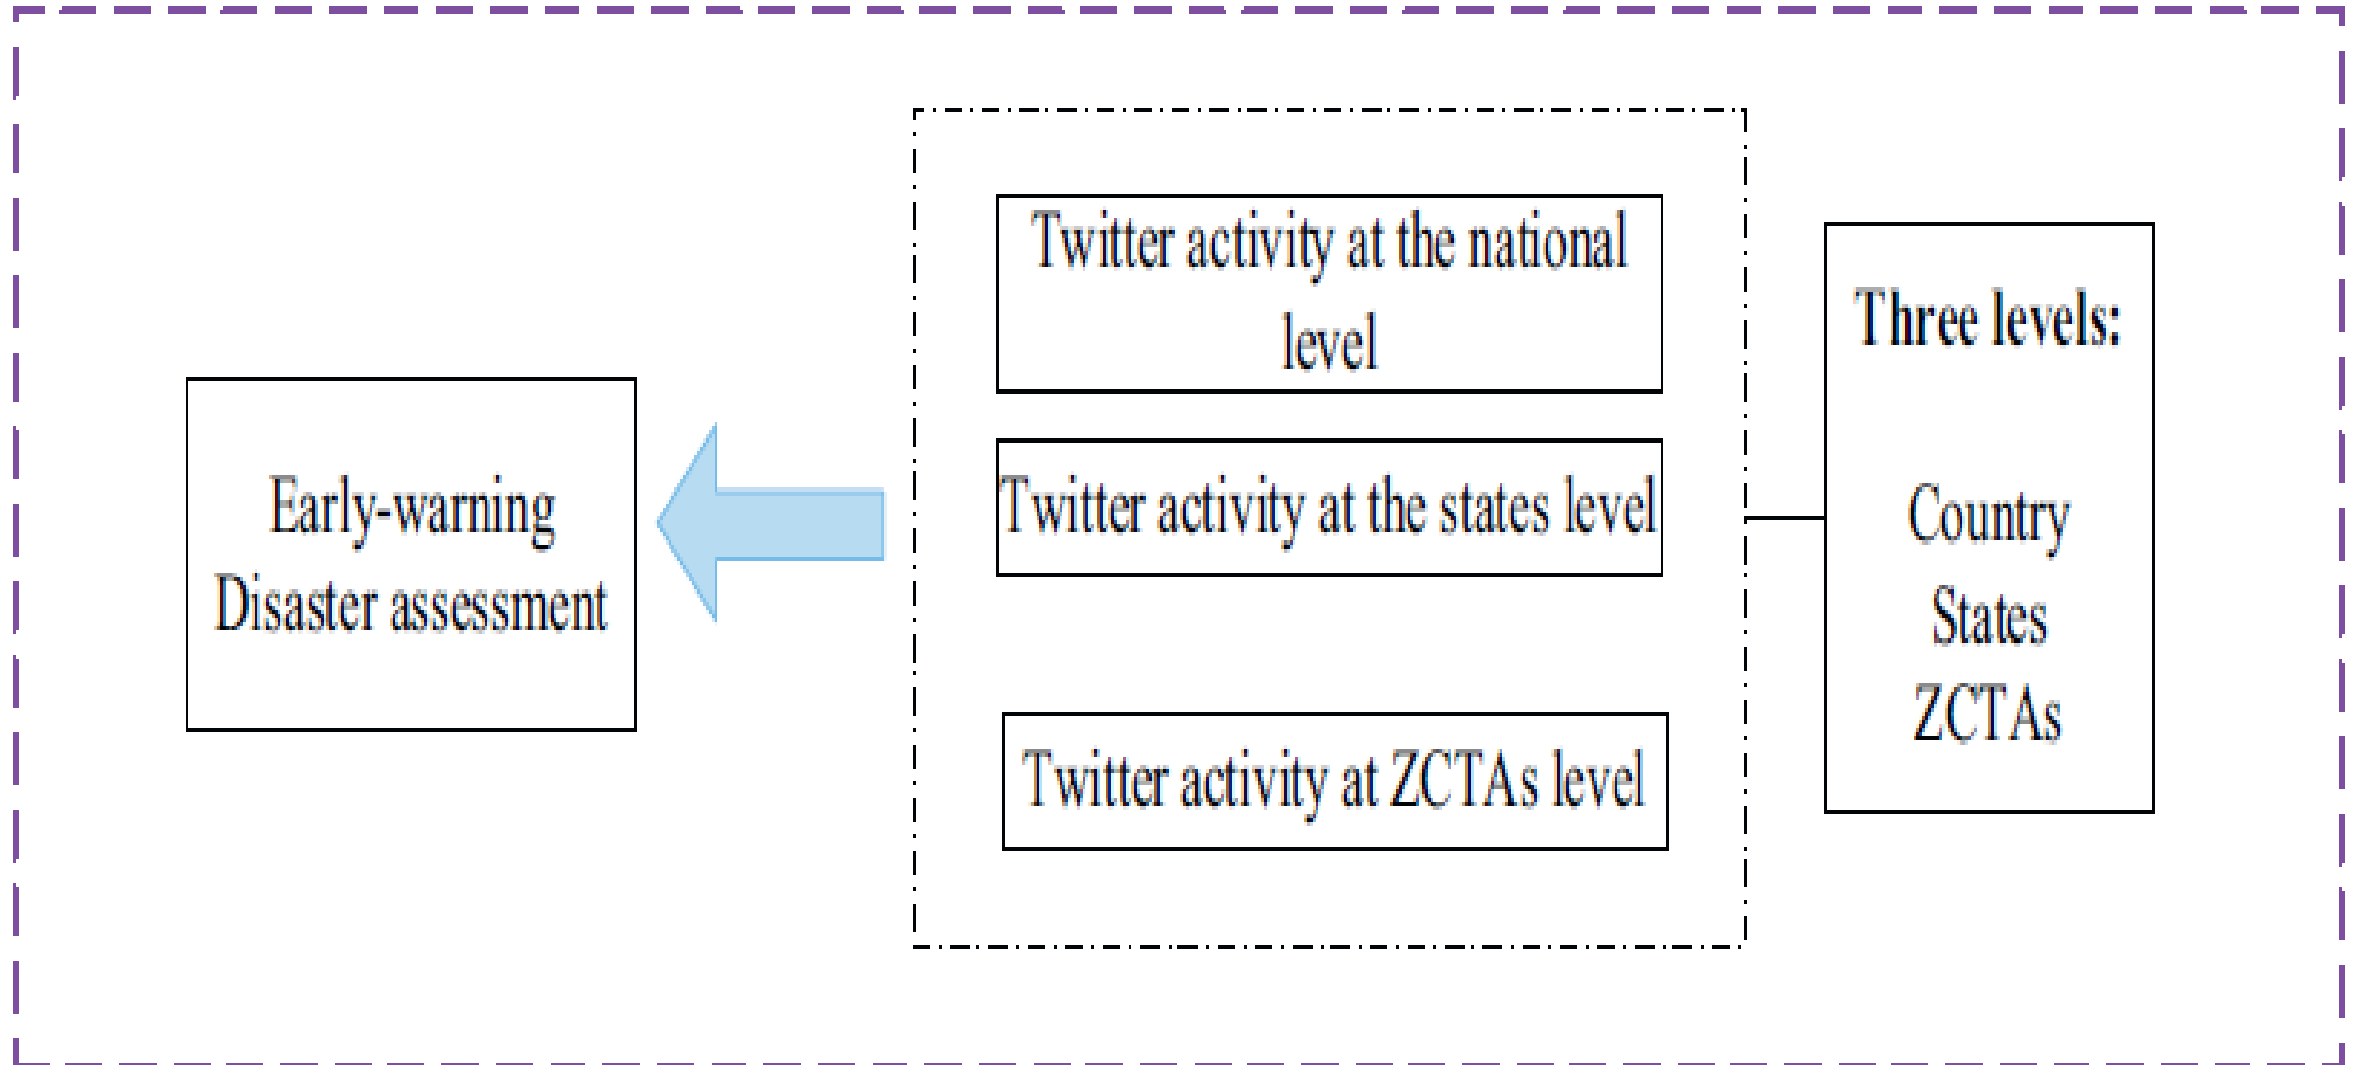 Early-warning
Disaster assessment
Twitter activity at the national
level
Twitter activity at the states level
Twitter activity at ZCTAs level
Three levels:
Country
States
ZCTAs